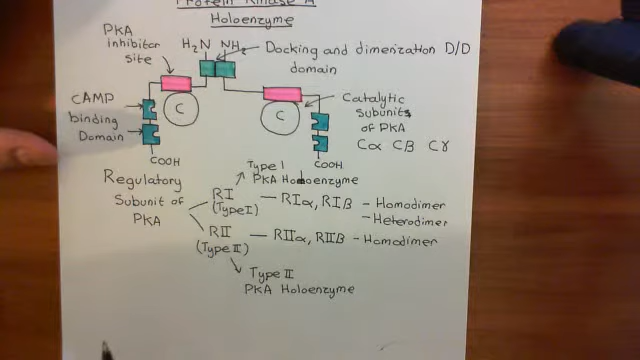 Protein Kinase A
Holoenzyme
PKA
inhibitor
site
H₂N NH₂
Docking and dimerization D/D
domain
C
C
CAMP
binding
Domain
Catalytic
Subunits
of PKA
Cα Cβ Cγ
COOH
COOH
Regulatory
Subunit of
PKA
Type I
PKA Holoenzyme
RI
(Type I)
RIα, RIβ - Homodimer
- Heterodimer
RII
(Type II)
RIIα, RIIβ - Homodimer
Type II
PKA Holoenzyme